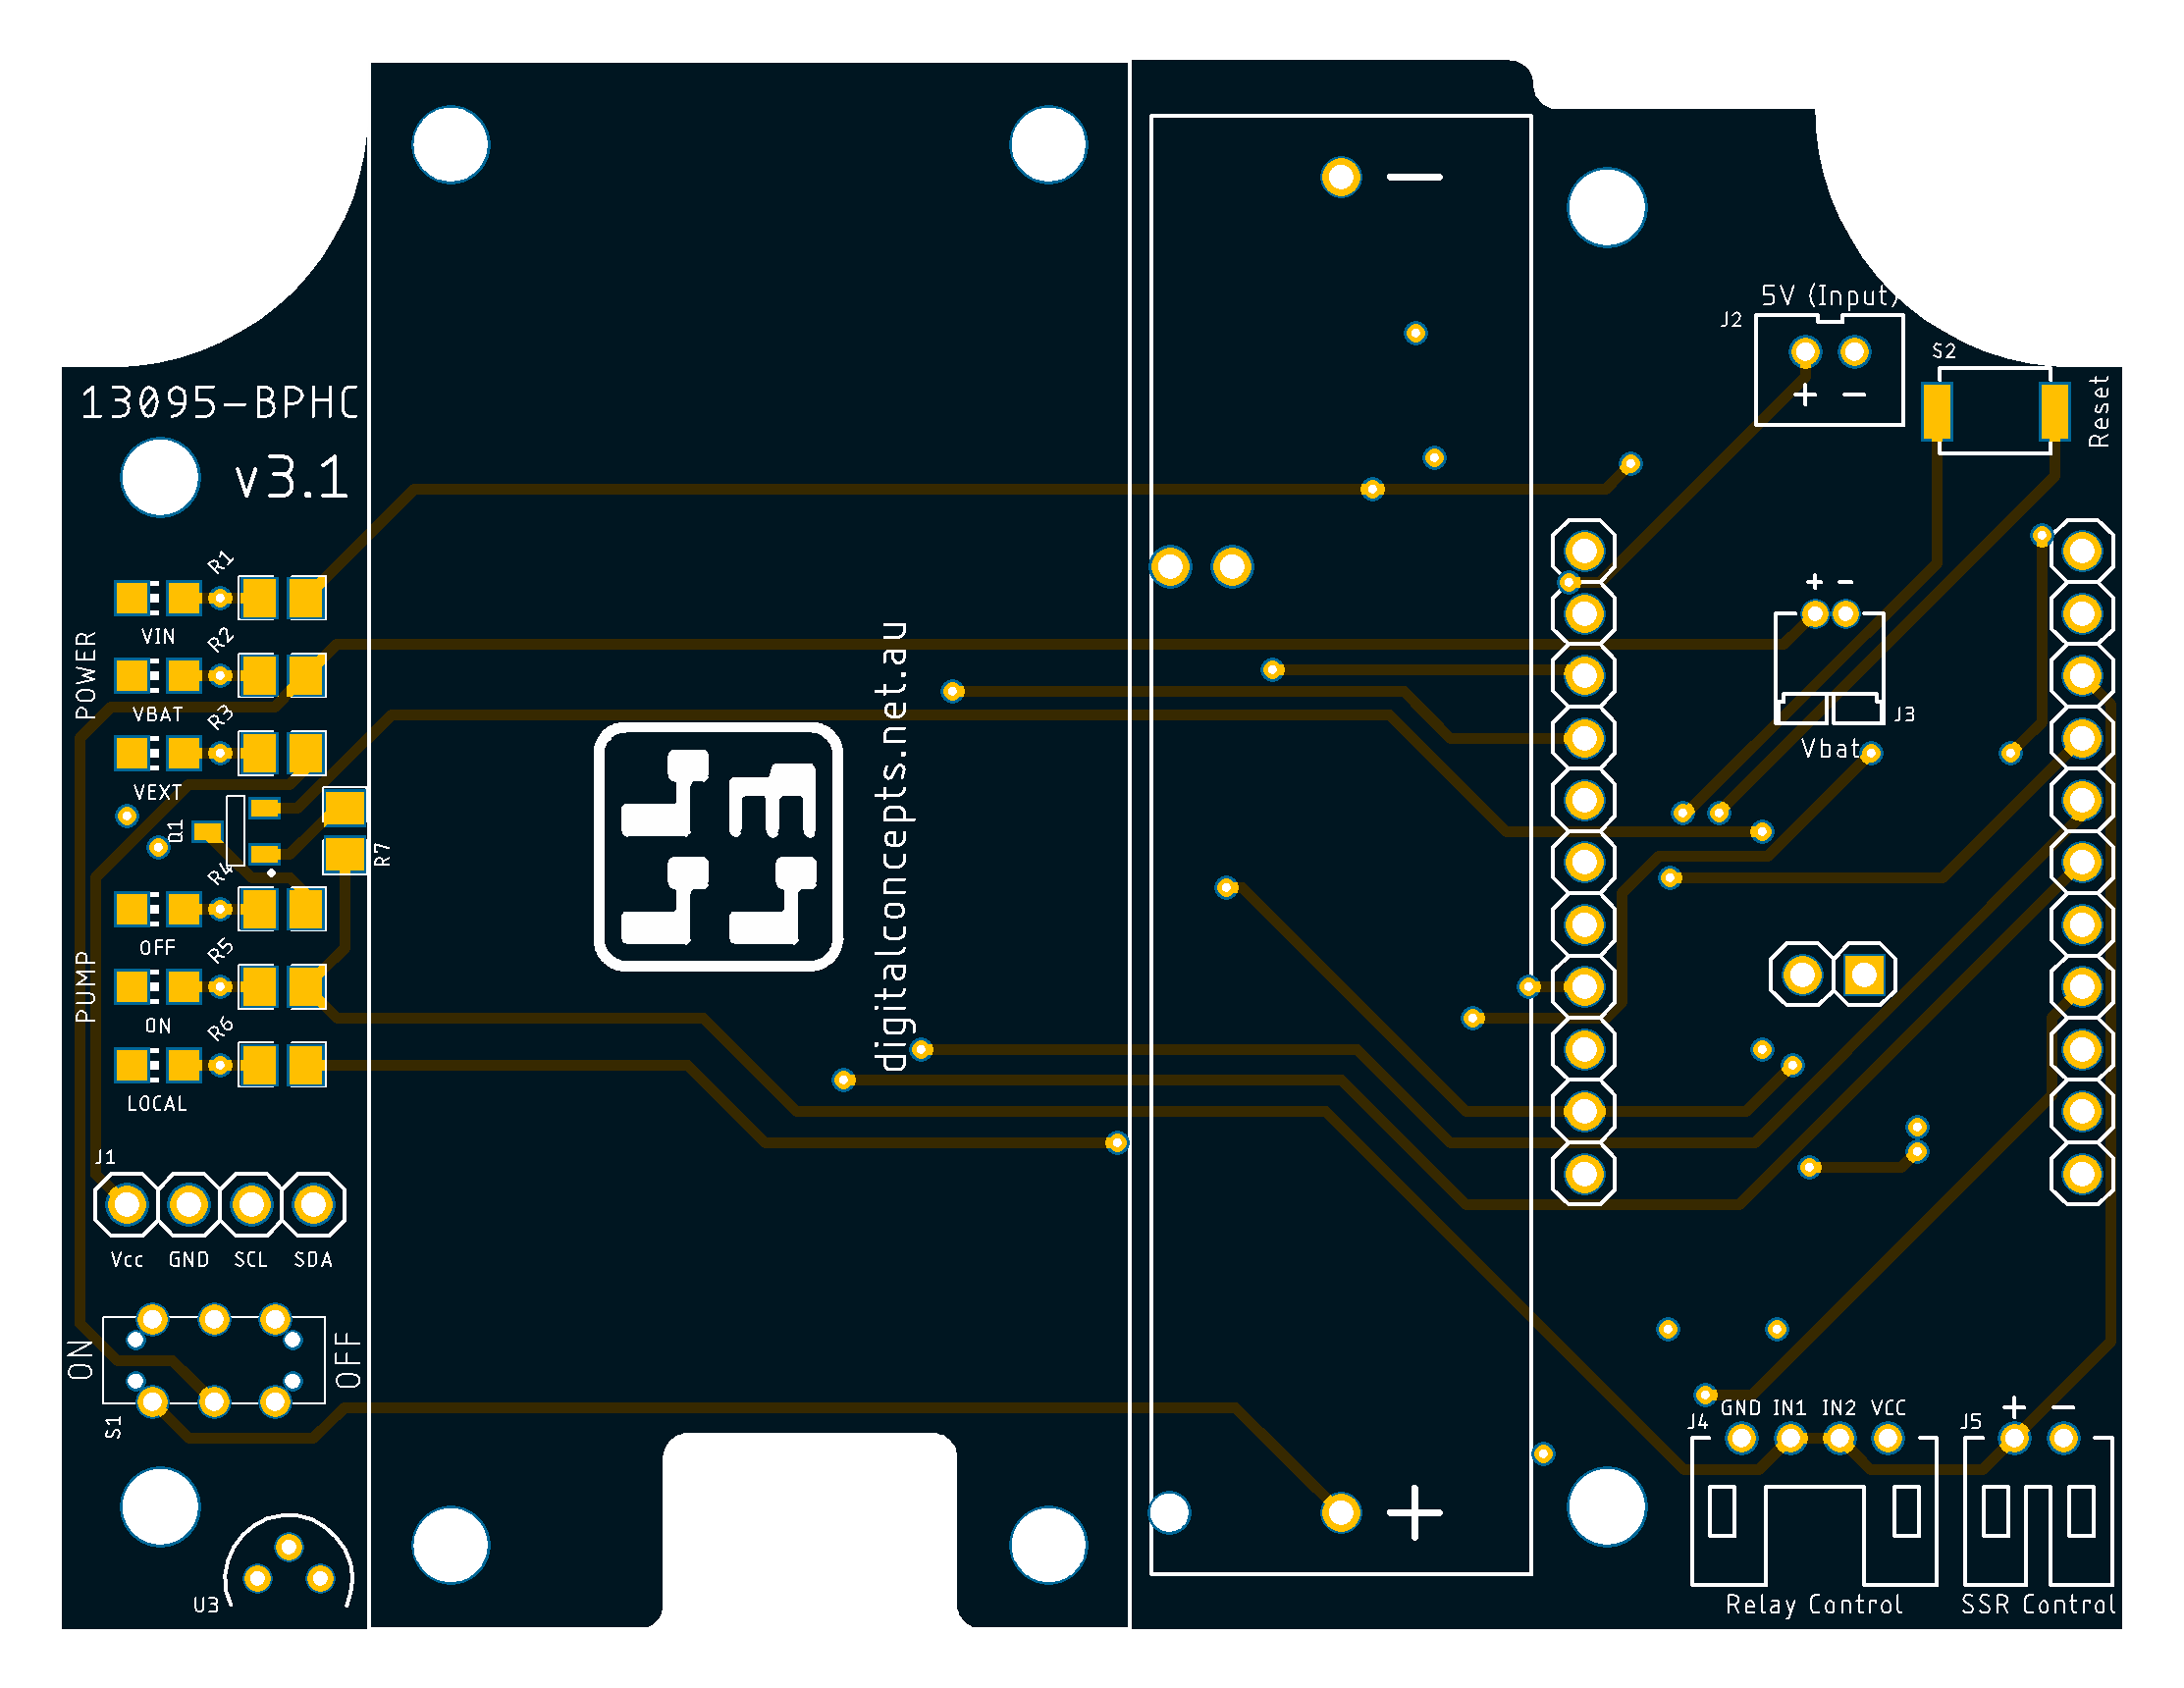 13095-BPHC
v3.1
R1
VIN
R2
VBAT
R3
VEXT
POWER
Q1
R7
R4
OFF
R5
ON
R6
LOCAL
PUMP
J1
Vcc GND SCL SDA
ON
OFF
S1
U3
digitalconcepts.net.au
−
+
5V (Input)
J2
+ −
S2
Reset
+ −
J3
Vbat
J4
GND IN1 IN2 VCC
Relay Control
J5
+ −
SSR Control